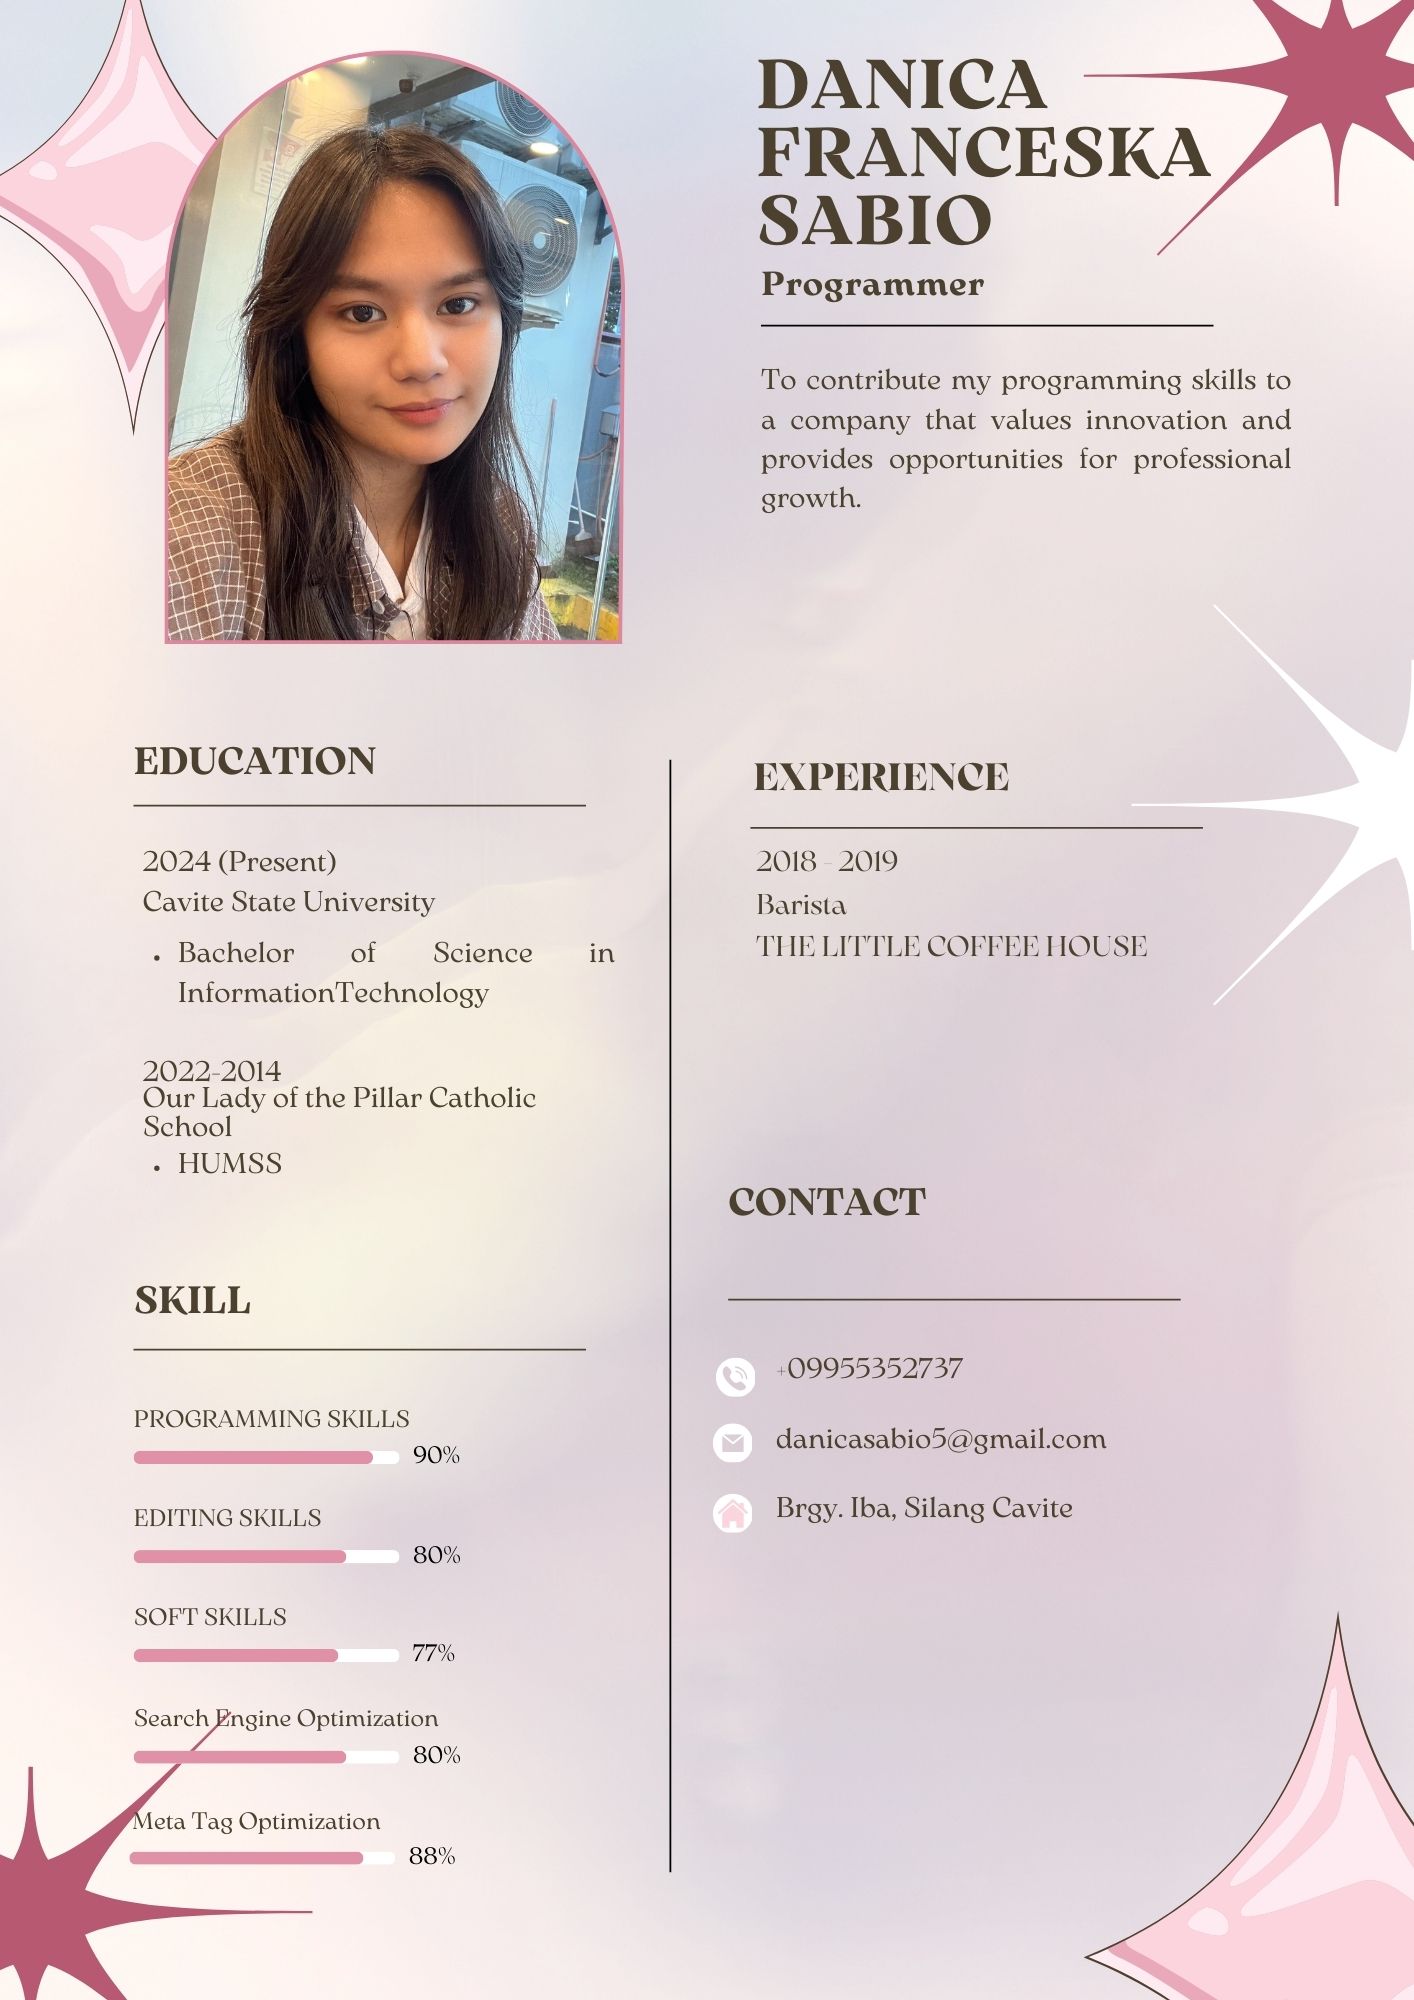 DANICA
FRANCESKA
SABIO
Programmer
To contribute my programming skills to
a company that values innovation and
provides opportunities for professional
growth.
EDUCATION
2024 (Present)
Cavite State University
• Bachelor of Science in
InformationTechnology
2022-2014
Our Lady of the Pillar Catholic
School
• HUMSS
SKILL
PROGRAMMING SKILLS
90%
EDITING SKILLS
80%
SOFT SKILLS
77%
Search Engine Optimization
80%
Meta Tag Optimization
88%
EXPERIENCE
2018 - 2019
Barista
THE LITTLE COFFEE HOUSE
CONTACT
+09955352737
danicasabio5@gmail.com
Brgy. Iba, Silang Cavite